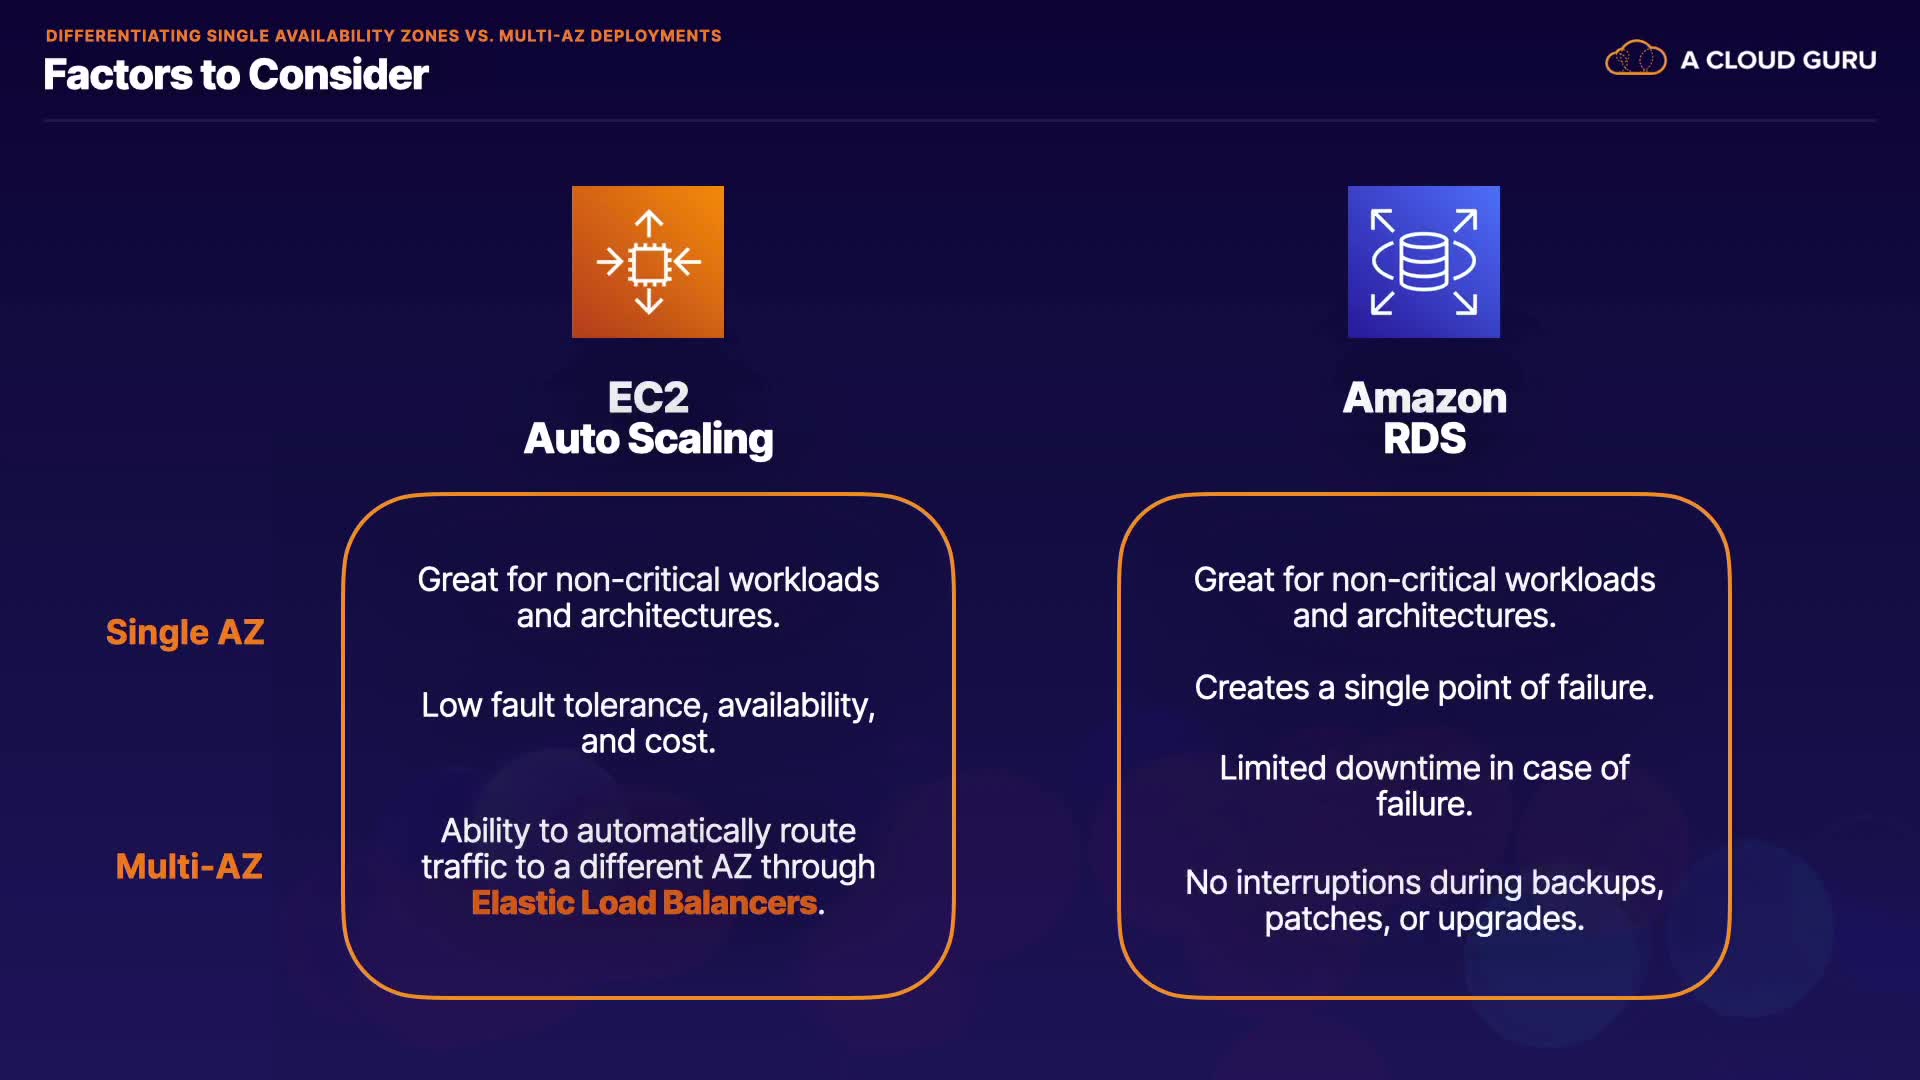 DIFFERENTIATING SINGLE AVAILABILITY ZONES VS. MULTI-AZ DEPLOYMENTS
Factors to Consider
A CLOUD GURU
EC2
Auto Scaling
Amazon
RDS
Single AZ
Great for non-critical workloads
and architectures.
Low fault tolerance, availability,
and cost.
Great for non-critical workloads
and architectures.
Creates a single point of failure.
Multi-AZ
Ability to automatically route
traffic to a different AZ through
Elastic Load Balancers.
Limited downtime in case of
failure.
No interruptions during backups,
patches, or upgrades.